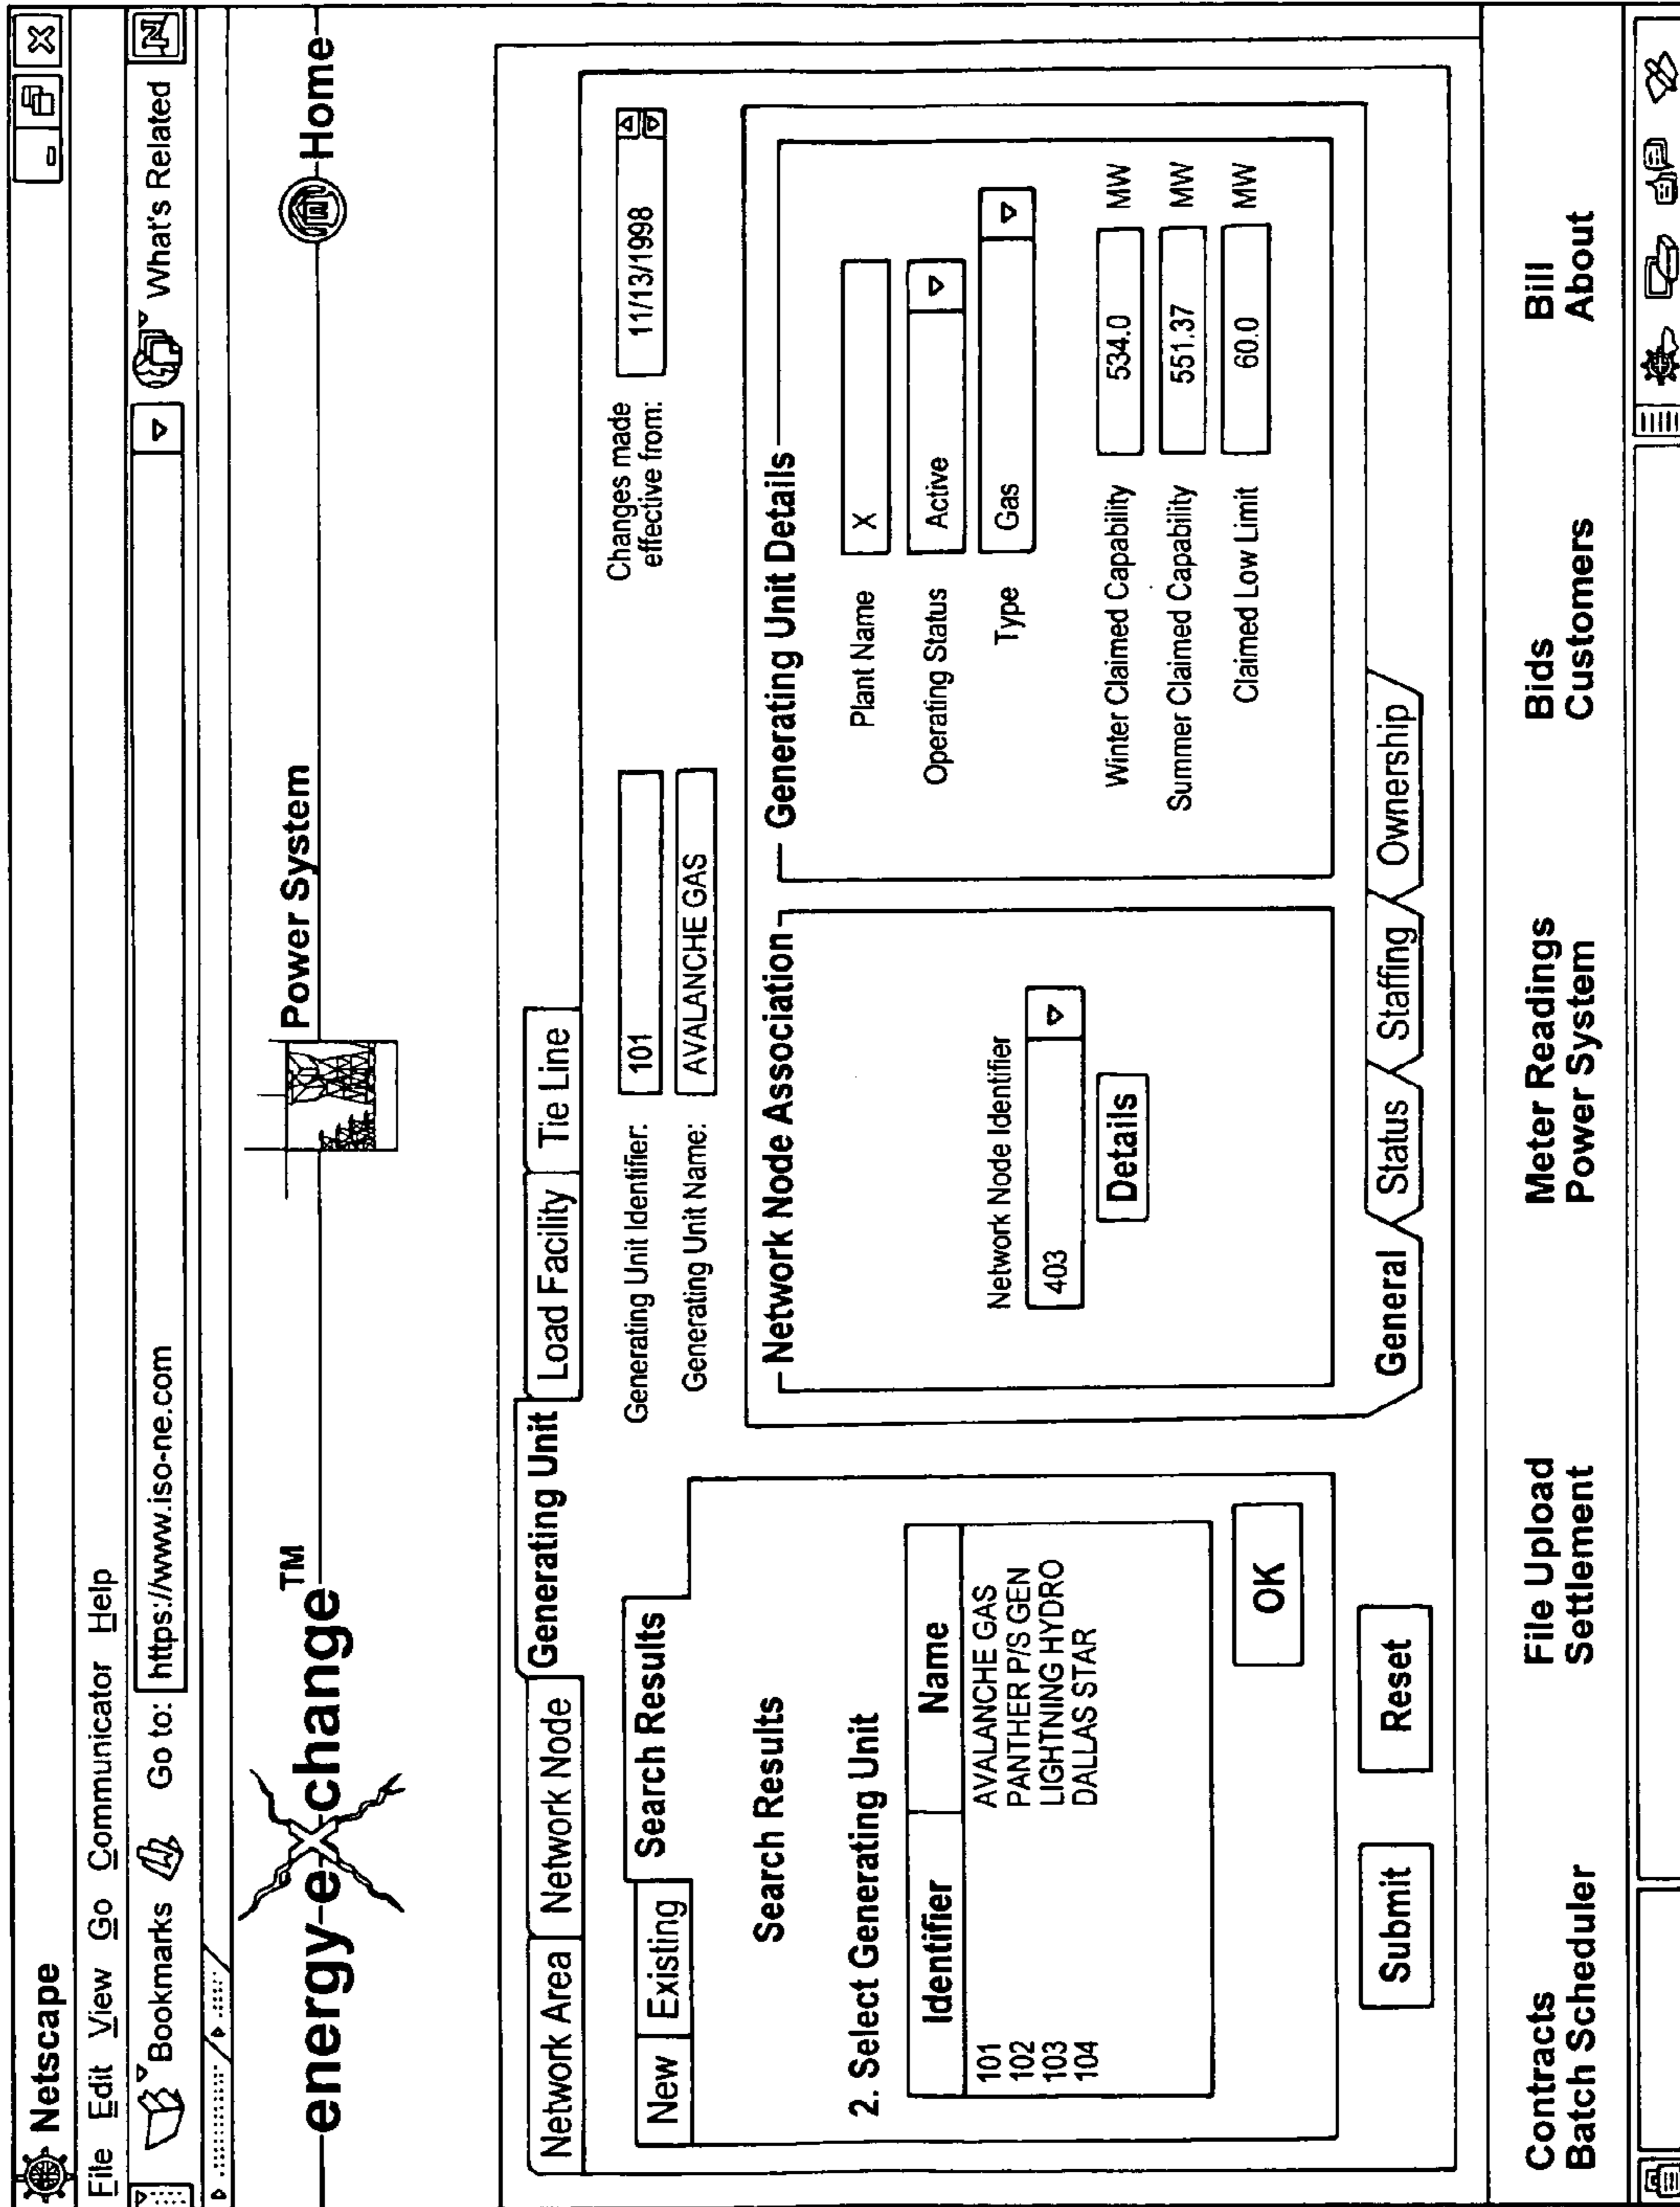 Netscape
File Edit View Go Communicator Help
Bookmarks Go to: https://www.iso-ne.com What's Related N
energy-e-X-change™ Power System Home
Network Area Network Node Generating Unit Load Facility Tie Line
New Existing Search Results
Search Results
2. Select Generating Unit
Identifier Name
101 AVALANCHE GAS
102 PANTHER P/S GEN
103 LIGHTNING HYDRO
104 DALLAS STAR
OK
Submit Reset
Generating Unit Identifier: 101
Generating Unit Name: AVALANCHE GAS
Changes made
effective from: 11/13/1998
Network Node Association
Network Node Identifier
403
Details
Generating Unit Details
Plant Name X
Operating Status Active
Type Gas
Winter Claimed Capability 534.0 MW
Summer Claimed Capability 551.37 MW
Claimed Low Limit 60.0 MW
General Status Staffing Ownership
Contracts File Upload Meter Readings Bids Bill
Batch Scheduler Settlement Power System Customers About